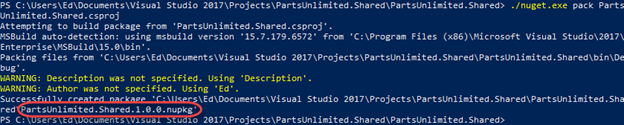 PS C:\Users\Ed\Documents\Visual Studio 2017\Projects\PartsUnlimited.Shared\PartsUnlimited.Shared> ./nuget.exe pack Parts
Unlimited.Shared.csproj
Attempting to build package from 'PartsUnlimited.Shared.csproj'.
MSBuild auto-detection: using msbuild version '15.7.179.6572' from 'C:\Program Files (x86)\Microsoft Visual Studio\2017\
Enterprise\MSBuild\15.0\bin'.
Packing files from 'C:\Users\Ed\Documents\Visual Studio 2017\Projects\PartsUnlimited.Shared\PartsUnlimited.Shared\bin\De
bug'.
WARNING: Description was not specified. Using 'Description'.
WARNING: Author was not specified. Using 'Ed'.
Successfully created package 'C:\Users\Ed\Documents\Visual Studio 2017\Projects\PartsUnlimited.Shared\PartsUnlimited.Sha
red\PartsUnlimited.Shared.1.0.0.nupkg'.
PS C:\Users\Ed\Documents\Visual Studio 2017\Projects\PartsUnlimited.Shared\PartsUnlimited.Shared>